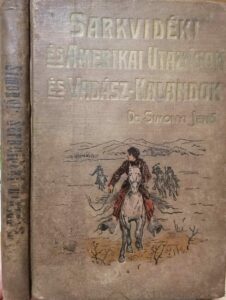 SARKVIDÉKI
ÉS AMERIKAI UTAZÁSOK
ÉS VADÁSZ-KALANDOK
Dr SIMONYI JENŐ